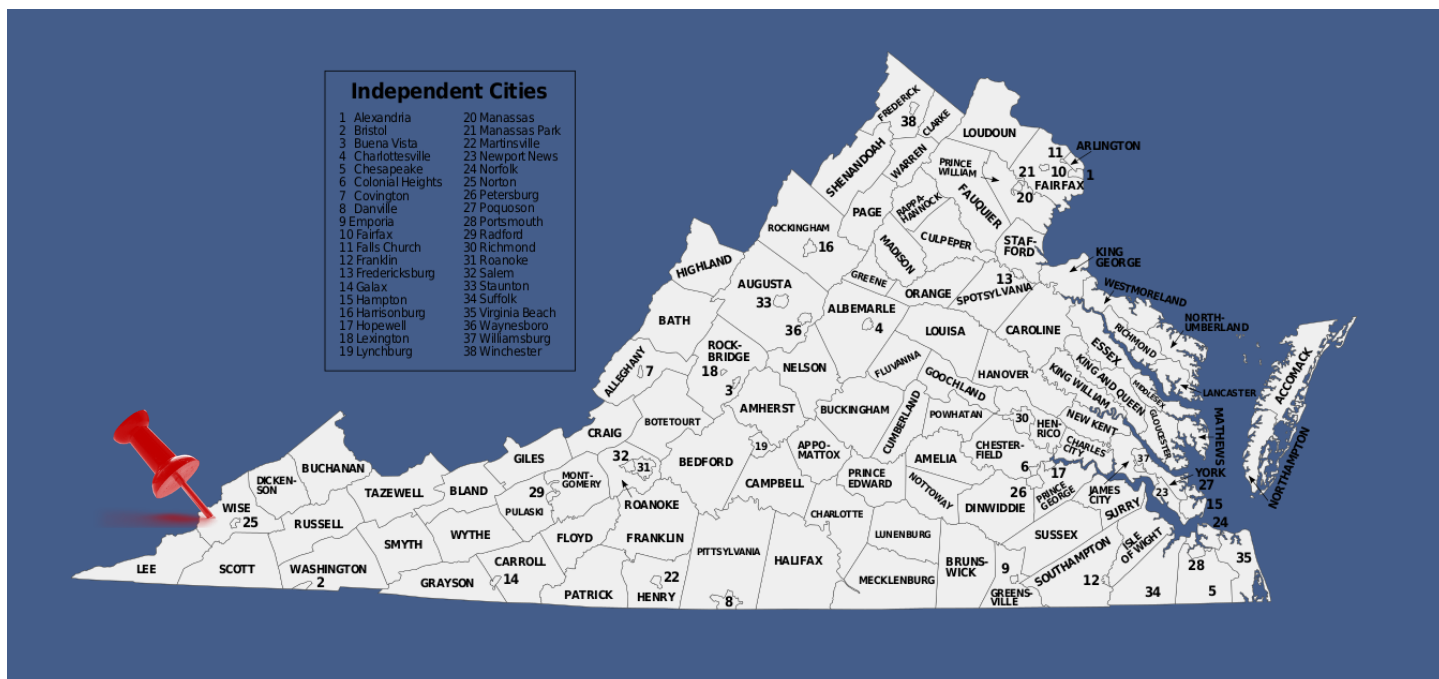 Independent Cities
1 Alexandria
2 Bristol
3 Buena Vista
4 Charlottesville
5 Chesapeake
6 Colonial Heights
7 Covington
8 Danville
9 Emporia
10 Fairfax
11 Falls Church
12 Franklin
13 Fredericksburg
14 Galax
15 Hampton
16 Harrisonburg
17 Hopewell
18 Lexington
19 Lynchburg
20 Manassas
21 Manassas Park
22 Martinsville
23 Newport News
24 Norfolk
25 Norton
26 Petersburg
27 Poquoson
28 Portsmouth
29 Radford
30 Richmond
31 Roanoke
32 Salem
33 Staunton
34 Suffolk
35 Virginia Beach
36 Waynesboro
37 Williamsburg
38 Winchester
FREDERICK
38
CLARKE
LOUDOUN
ARLINGTON
11
SHENANDOAH
WARREN
PRINCE
WILLIAM
21
10
1
FAIRFAX
20
FAUQUIER
RAPPA-
HANNOCK
PAGE
ROCKINGHAM
16
MADISON
CULPEPER
STAF-
FORD
KING
GEORGE
HIGHLAND
AUGUSTA
33
GREENE
ORANGE
13
SPOTSYLVANIA
WESTMORELAND
ALBEMARLE
4
36
BATH
LOUISA
CAROLINE
RICHMOND
NORTH-
UMBERLAND
ESSEX
ROCK-
BRIDGE
18
3
ALLEGHANY
7
NELSON
FLUVANNA
GOOCHLAND
HANOVER
KING AND QUEEN
KING WILLIAM
MIDDLESEX
LANCASTER
ACCOMACK
NORTHAMPTON
AMHERST
BUCKINGHAM
CUMBERLAND
POWHATAN
30
HEN-
RICO
NEW KENT
GLOUCESTER
MATHEWS
BOTETOURT
CRAIG
32
31
BEDFORD
19
APPO-
MATTOX
AMELIA
CHESTER-
FIELD
6
17
CHARLES
CITY
37
YORK
27
23
15
24
JAMES
CITY
GILES
MONT-
GOMERY
29
PULASKI
ROANOKE
CAMPBELL
PRINCE
EDWARD
NOTTOWAY
26
DINWIDDIE
PRINCE
GEORGE
SURRY
BUCHANAN
DICKEN-
SON
WISE
25
TAZEWELL
BLAND
RUSSELL
WYTHE
SMYTH
FLOYD
FRANKLIN
PITTSYLVANIA
CHARLOTTE
LUNENBURG
SUSSEX
SOUTHAMPTON
ISLE
OF WIGHT
LEE
SCOTT
WASHINGTON
2
GRAYSON
CARROLL
14
PATRICK
22
HENRY
8
HALIFAX
MECKLENBURG
BRUNS-
WICK
9
GREENS-
VILLE
12
34
28
5
35